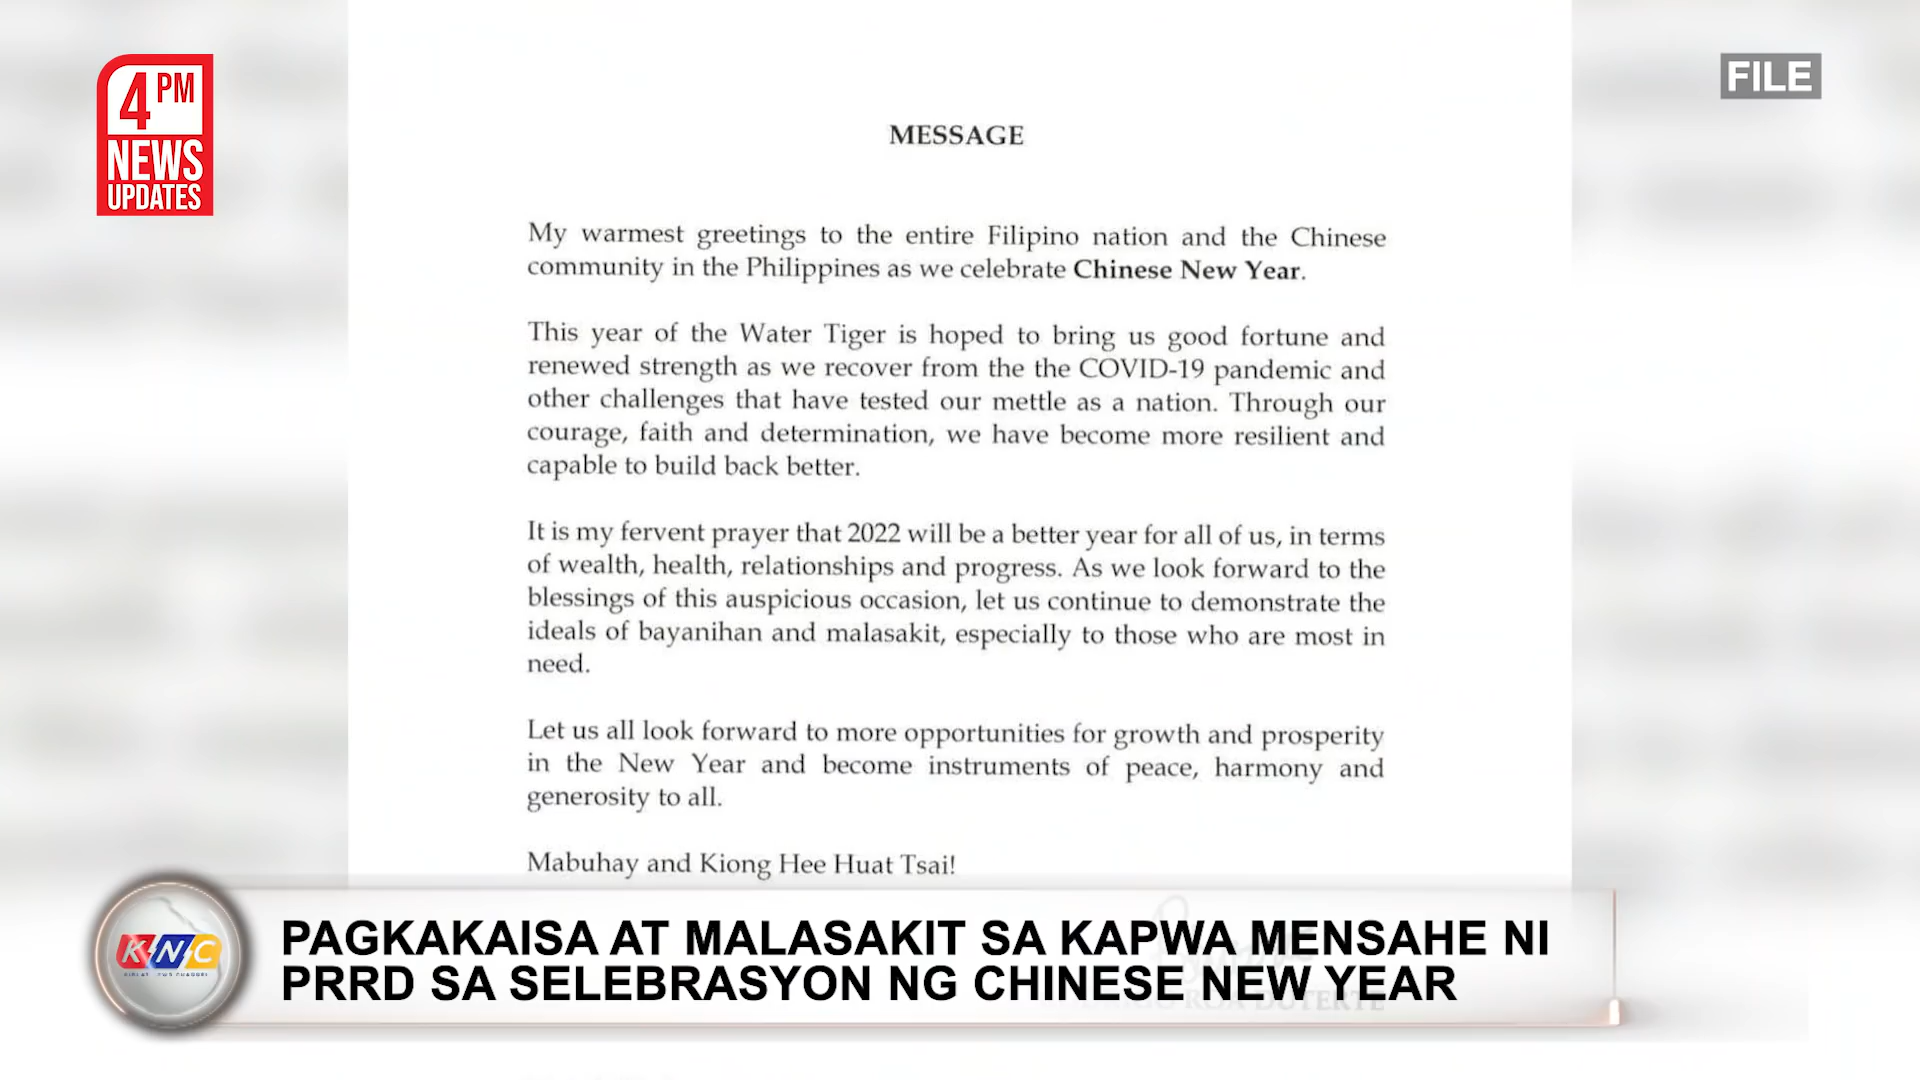 4 PM
NEWS
UPDATES
FILE
MESSAGE
My warmest greetings to the entire Filipino nation and the Chinese
community in the Philippines as we celebrate Chinese New Year.
This year of the Water Tiger is hoped to bring us good fortune and
renewed strength as we recover from the the COVID-19 pandemic and
other challenges that have tested our mettle as a nation. Through our
courage, faith and determination, we have become more resilient and
capable to build back better.
It is my fervent prayer that 2022 will be a better year for all of us, in terms
of wealth, health, relationships and progress. As we look forward to the
blessings of this auspicious occasion, let us continue to demonstrate the
ideals of bayanihan and malasakit, especially to those who are most in
need.
Let us all look forward to more opportunities for growth and prosperity
in the New Year and become instruments of peace, harmony and
generosity to all.
Mabuhay and Kiong Hee Huat Tsai!
KNC
PAGKAKAISA AT MALASAKIT SA KAPWA MENSAHE NI
PRRD SA SELEBRASYON NG CHINESE NEW YEAR
DUTERTE